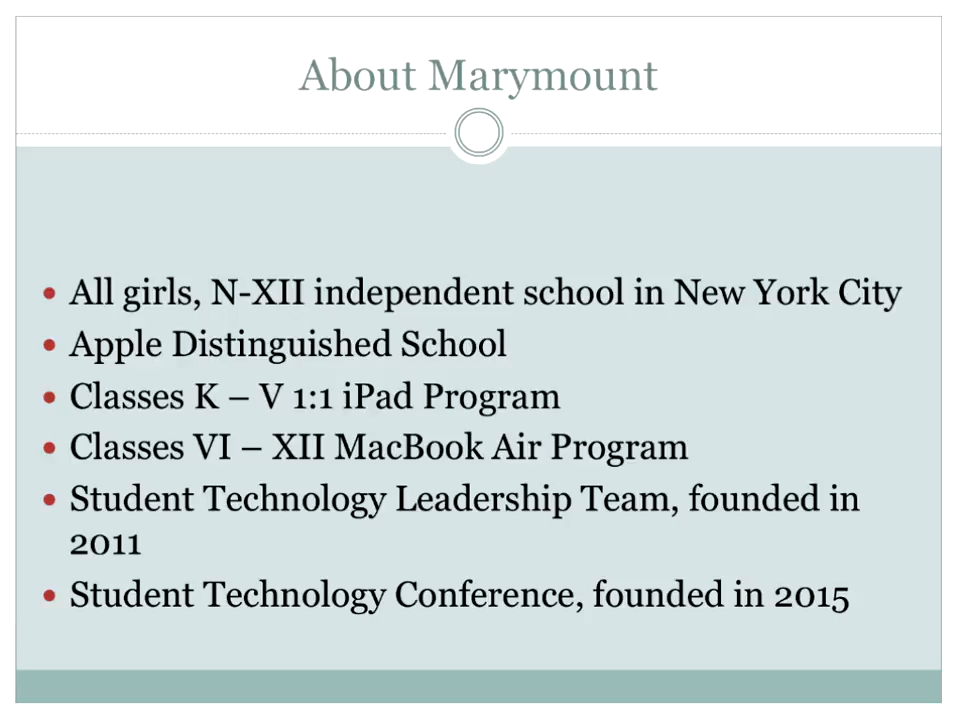 About Marymount
• All girls, N-XII independent school in New York City
• Apple Distinguished School
• Classes K – V 1:1 iPad Program
• Classes VI – XII MacBook Air Program
• Student Technology Leadership Team, founded in
2011
• Student Technology Conference, founded in 2015